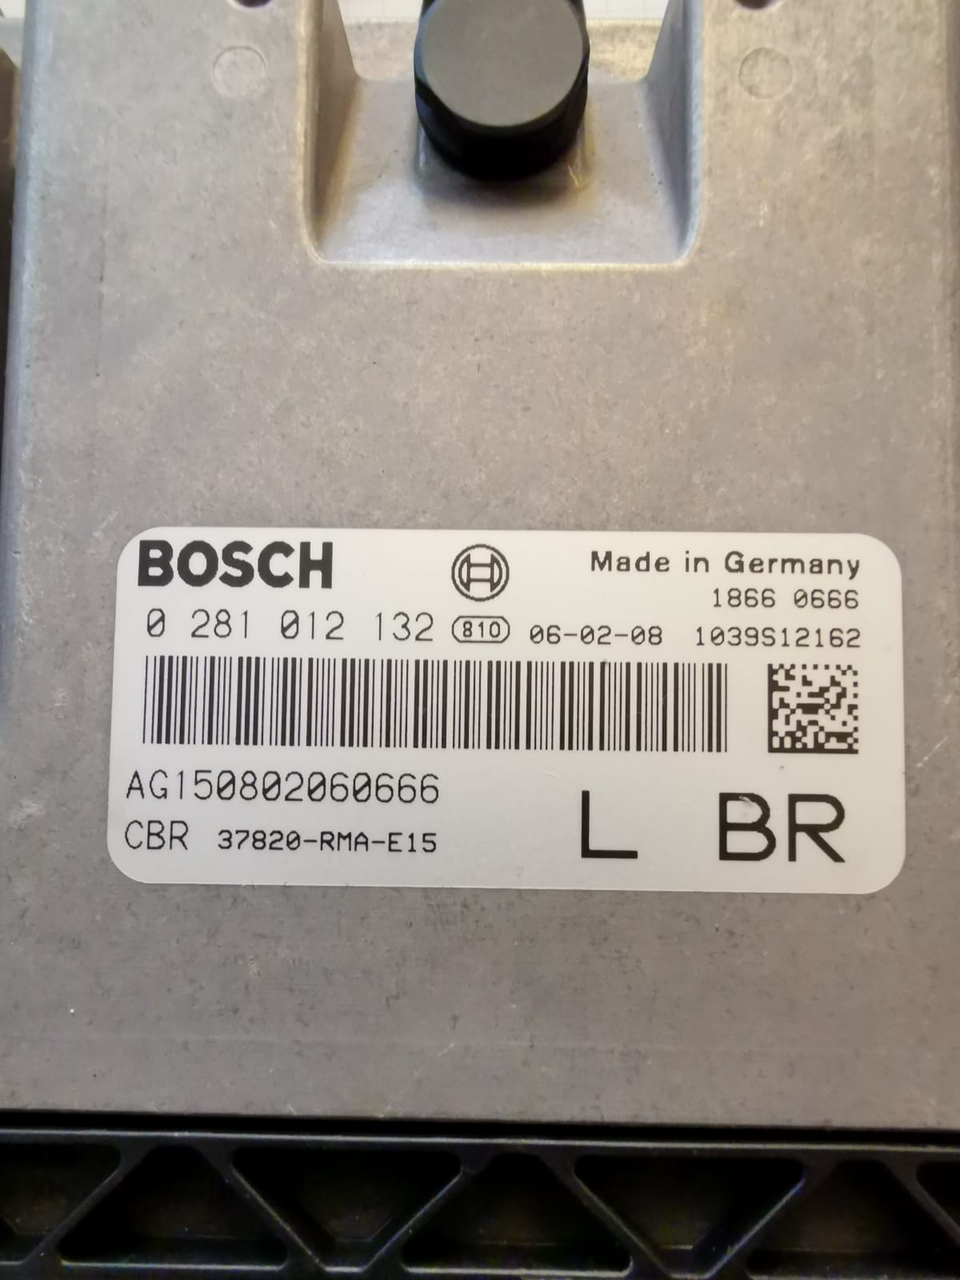 BOSCH Made in Germany
1866 0666
0 281 012 132 810 06-02-08 1039S12162
AG150802060666
CBR 37820-RMA-E15 L BR